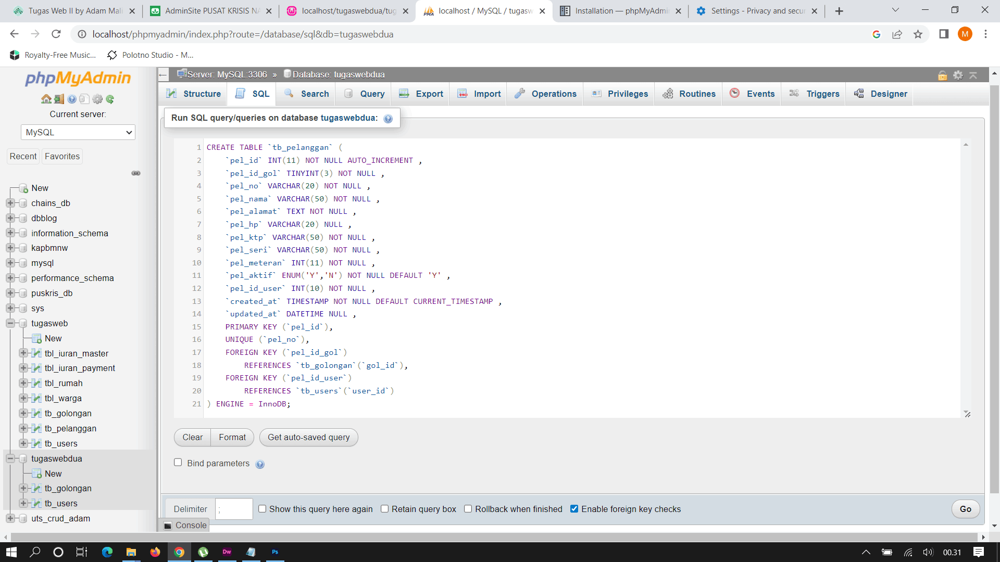 Tugas Web II by Adam Mali
AdminSite PUSAT KRISIS NA
localhost/tugaswebdua/tug
localhost / MySQL / tugasw
Installation — phpMyAdmi
Settings - Privacy and secur
localhost/phpmyadmin/index.php?route=/database/sql&db=tugaswebdua
M
Royalty-Free Music...
Polotno Studio - M...
phpMyAdmin
Current server:
MySQL
Recent
Favorites
New
chains_db
dbblog
information_schema
kapbmnw
mysql
performance_schema
puskris_db
sys
tugasweb
New
tbl_iuran_master
tbl_iuran_payment
tbl_rumah
tbl_warga
tb_golongan
tb_pelanggan
tb_users
tugaswebdua
New
tb_golongan
tb_users
uts_crud_adam
Server: MySQL:3306 » Database: tugaswebdua
Structure
SQL
Search
Query
Export
Import
Operations
Privileges
Routines
Events
Triggers
Designer
Run SQL query/queries on database tugaswebdua:
1 CREATE TABLE `tb_pelanggan` (
2 `pel_id` INT(11) NOT NULL AUTO_INCREMENT ,
3 `pel_id_gol` TINYINT(3) NOT NULL ,
4 `pel_no` VARCHAR(20) NOT NULL ,
5 `pel_nama` VARCHAR(50) NOT NULL ,
6 `pel_alamat` TEXT NOT NULL ,
7 `pel_hp` VARCHAR(20) NULL ,
8 `pel_ktp` VARCHAR(50) NOT NULL ,
9 `pel_seri` VARCHAR(50) NOT NULL ,
10 `pel_meteran` INT(11) NOT NULL ,
11 `pel_aktif` ENUM('Y','N') NOT NULL DEFAULT 'Y' ,
12 `pel_id_user` INT(10) NOT NULL ,
13 `created_at` TIMESTAMP NOT NULL DEFAULT CURRENT_TIMESTAMP ,
14 `updated_at` DATETIME NULL ,
15 PRIMARY KEY (`pel_id`),
16 UNIQUE (`pel_no`),
17 FOREIGN KEY (`pel_id_gol`)
18 REFERENCES `tb_golongan`(`gol_id`),
19 FOREIGN KEY (`pel_id_user`)
20 REFERENCES `tb_users`(`user_id`)
21 ) ENGINE = InnoDB;
Clear
Format
Get auto-saved query
Bind parameters
Delimiter
;
Show this query here again
Retain query box
Rollback when finished
Enable foreign key checks
Go
Console
Dw
Ps
00.31